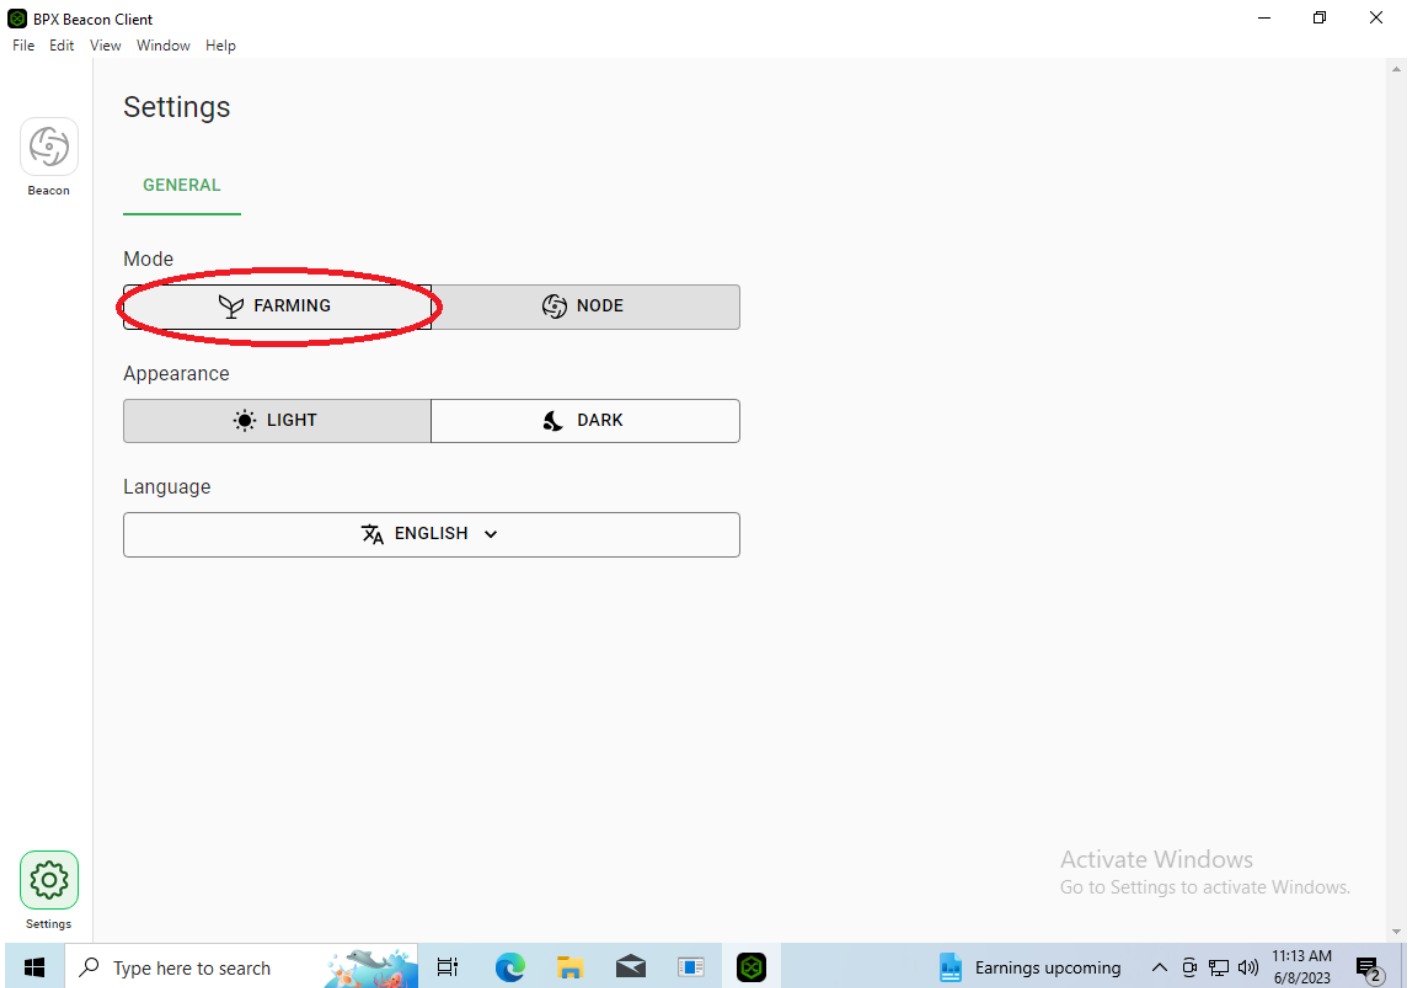 BPX Beacon Client
File Edit View Window Help
Settings
Beacon
GENERAL
Mode
FARMING NODE
Appearance
LIGHT DARK
Language
ENGLISH
Activate Windows
Go to Settings to activate Windows.
Settings
Type here to search
Earnings upcoming
11:13 AM
6/8/2023
2